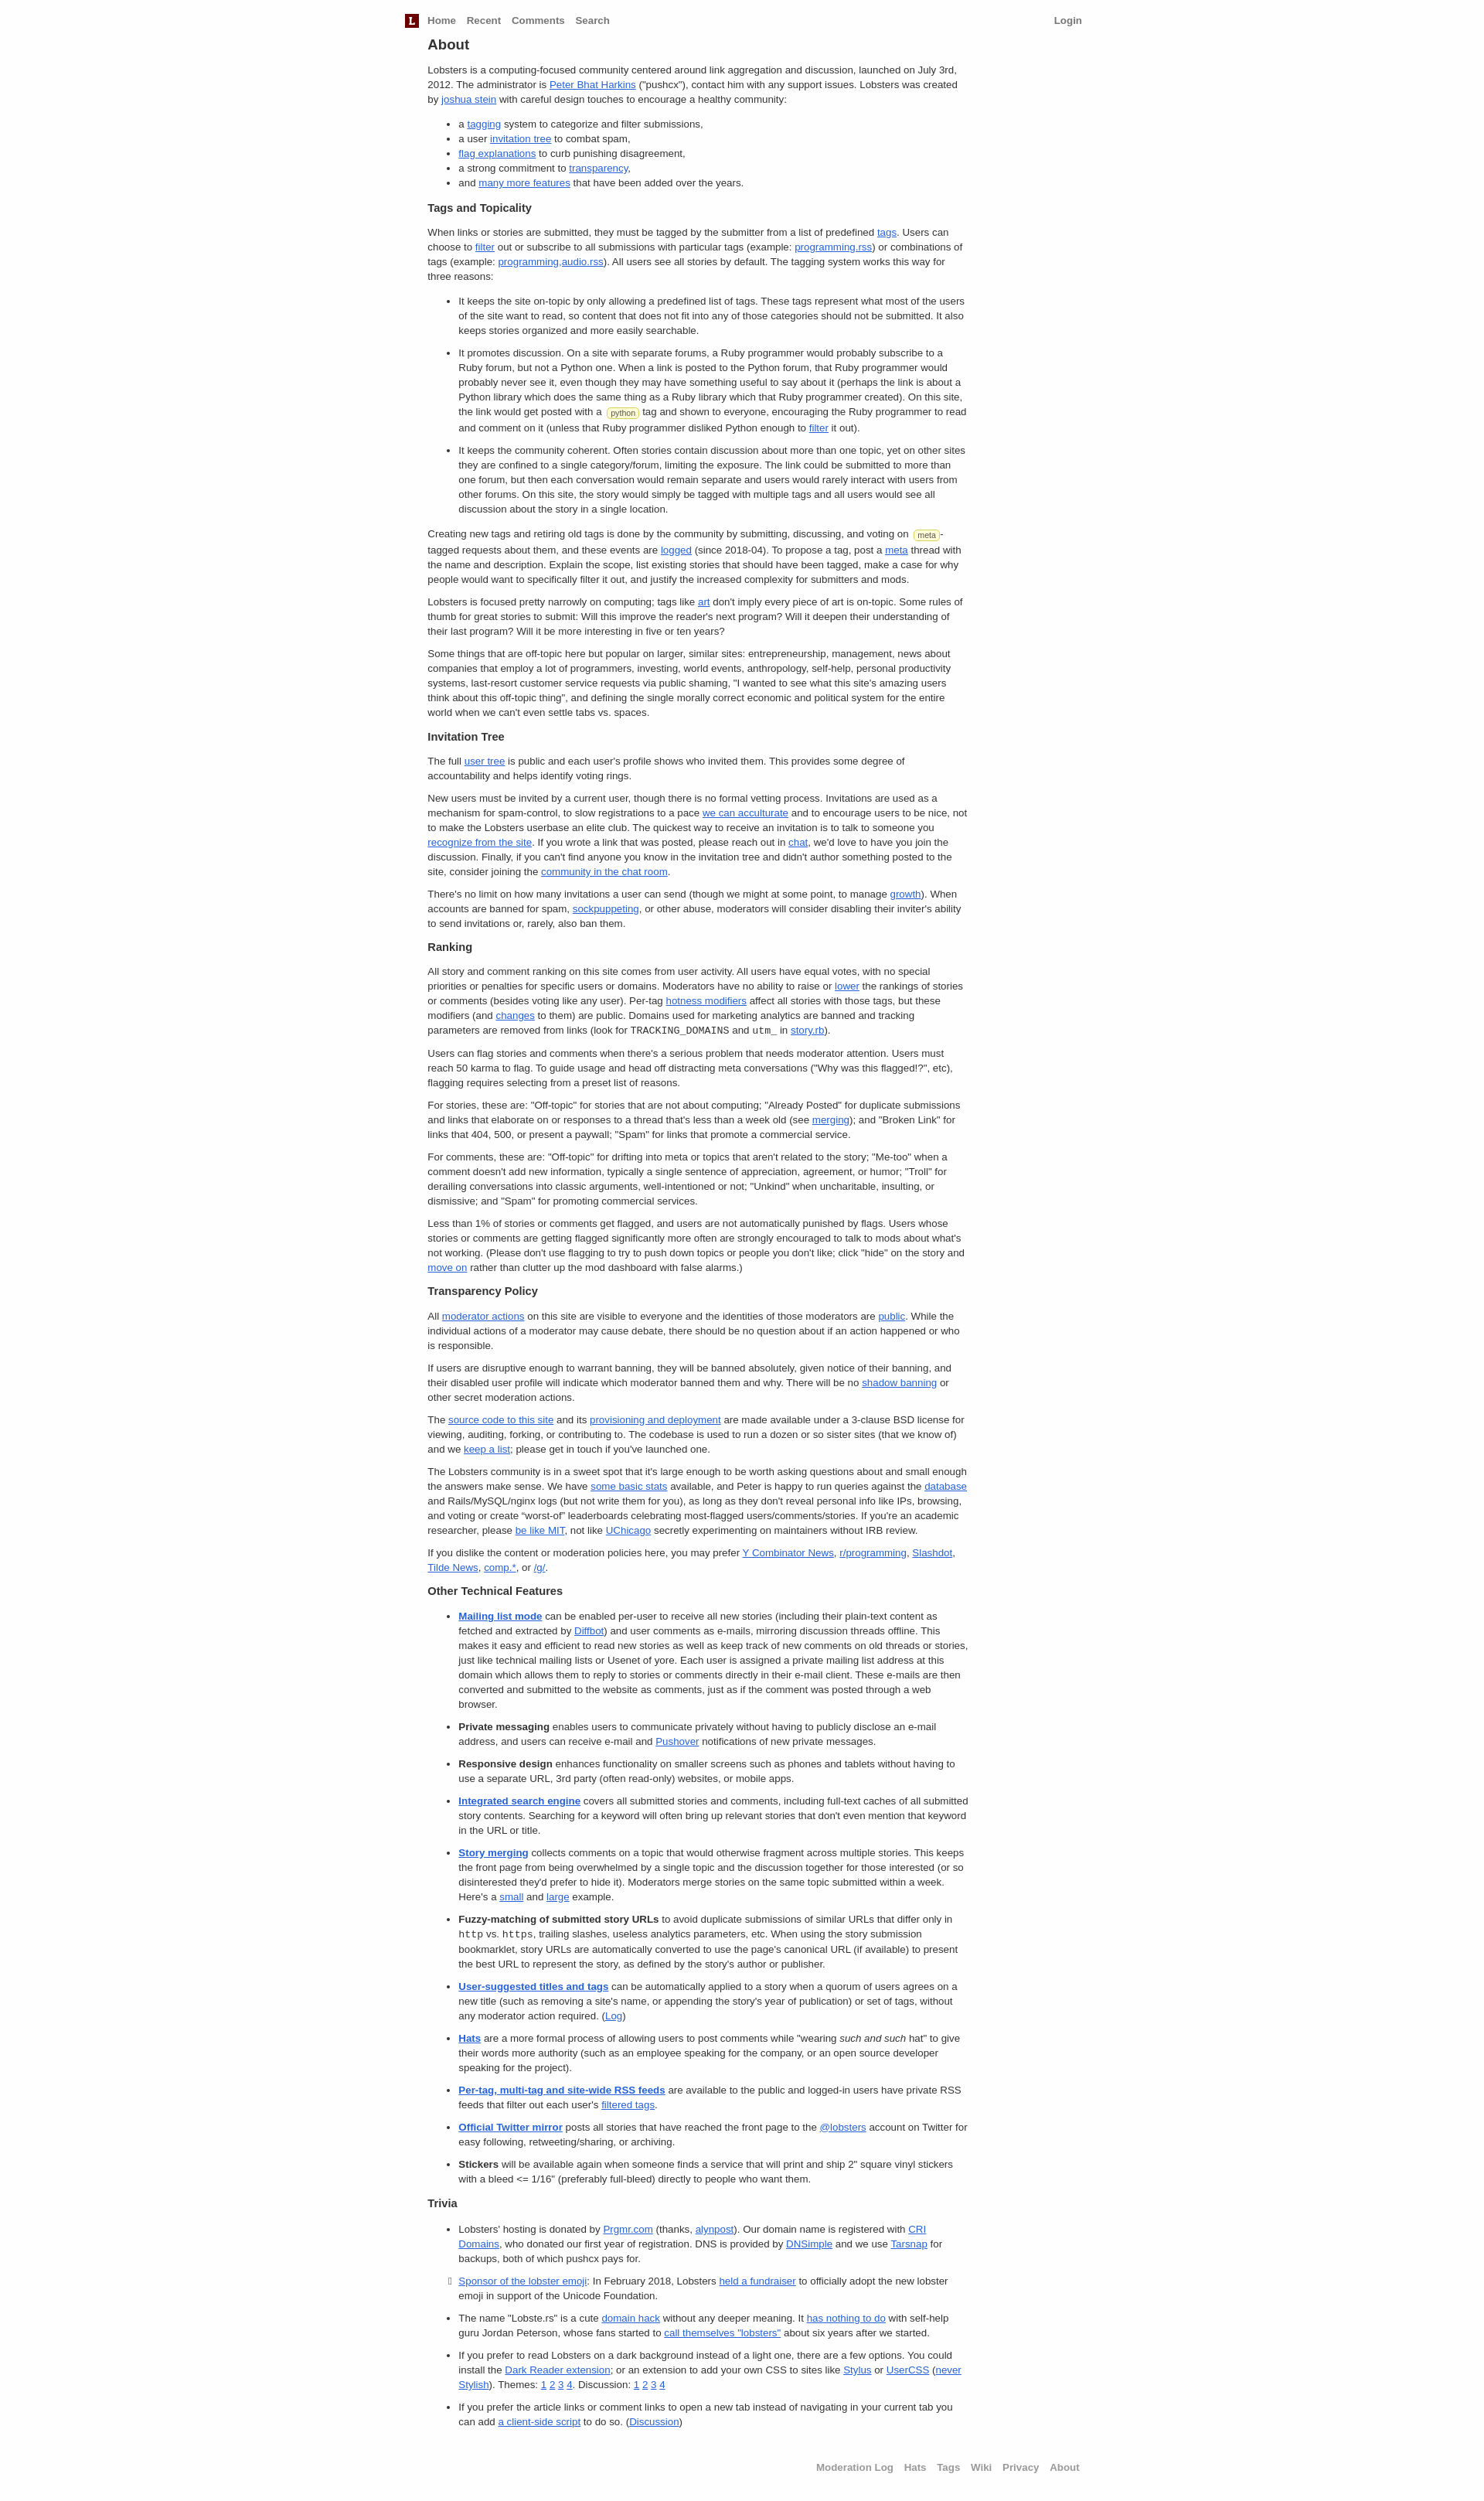 L Home Recent Comments Search Login
About
Lobsters is a computing-focused community centered around link aggregation and discussion, launched on July 3rd,
2012. The administrator is Peter Bhat Harkins ("pushcx"), contact him with any support issues. Lobsters was created
by joshua stein with careful design touches to encourage a healthy community:
• a tagging system to categorize and filter submissions,
• a user invitation tree to combat spam,
• flag explanations to curb punishing disagreement,
• a strong commitment to transparency,
• and many more features that have been added over the years.
Tags and Topicality
When links or stories are submitted, they must be tagged by the submitter from a list of predefined tags. Users can
choose to filter out or subscribe to all submissions with particular tags (example: programming.rss) or combinations of
tags (example: programming,audio.rss). All users see all stories by default. The tagging system works this way for
three reasons:
• It keeps the site on-topic by only allowing a predefined list of tags. These tags represent what most of the users
of the site want to read, so content that does not fit into any of those categories should not be submitted. It also
keeps stories organized and more easily searchable.
• It promotes discussion. On a site with separate forums, a Ruby programmer would probably subscribe to a
Ruby forum, but not a Python one. When a link is posted to the Python forum, that Ruby programmer would
probably never see it, even though they may have something useful to say about it (perhaps the link is about a
Python library which does the same thing as a Ruby library which that Ruby programmer created). On this site,
the link would get posted with a python tag and shown to everyone, encouraging the Ruby programmer to read
and comment on it (unless that Ruby programmer disliked Python enough to filter it out).
• It keeps the community coherent. Often stories contain discussion about more than one topic, yet on other sites
they are confined to a single category/forum, limiting the exposure. The link could be submitted to more than
one forum, but then each conversation would remain separate and users would rarely interact with users from
other forums. On this site, the story would simply be tagged with multiple tags and all users would see all
discussion about the story in a single location.
Creating new tags and retiring old tags is done by the community by submitting, discussing, and voting on meta-
tagged requests about them, and these events are logged (since 2018-04). To propose a tag, post a meta thread with
the name and description. Explain the scope, list existing stories that should have been tagged, make a case for why
people would want to specifically filter it out, and justify the increased complexity for submitters and mods.
Lobsters is focused pretty narrowly on computing; tags like art don't imply every piece of art is on-topic. Some rules of
thumb for great stories to submit: Will this improve the reader's next program? Will it deepen their understanding of
their last program? Will it be more interesting in five or ten years?
Some things that are off-topic here but popular on larger, similar sites: entrepreneurship, management, news about
companies that employ a lot of programmers, investing, world events, anthropology, self-help, personal productivity
systems, last-resort customer service requests via public shaming, "I wanted to see what this site's amazing users
think about this off-topic thing", and defining the single morally correct economic and political system for the entire
world when we can't even settle tabs vs. spaces.
Invitation Tree
The full user tree is public and each user's profile shows who invited them. This provides some degree of
accountability and helps identify voting rings.
New users must be invited by a current user, though there is no formal vetting process. Invitations are used as a
mechanism for spam-control, to slow registrations to a pace we can acculturate and to encourage users to be nice, not
to make the Lobsters userbase an elite club. The quickest way to receive an invitation is to talk to someone you
recognize from the site. If you wrote a link that was posted, please reach out in chat, we'd love to have you join the
discussion. Finally, if you can't find anyone you know in the invitation tree and didn't author something posted to the
site, consider joining the community in the chat room.
There's no limit on how many invitations a user can send (though we might at some point, to manage growth). When
accounts are banned for spam, sockpuppeting, or other abuse, moderators will consider disabling their inviter's ability
to send invitations or, rarely, also ban them.
Ranking
All story and comment ranking on this site comes from user activity. All users have equal votes, with no special
priorities or penalties for specific users or domains. Moderators have no ability to raise or lower the rankings of stories
or comments (besides voting like any user). Per-tag hotness modifiers affect all stories with those tags, but these
modifiers (and changes to them) are public. Domains used for marketing analytics are banned and tracking
parameters are removed from links (look for TRACKING_DOMAINS and utm_ in story.rb).
Users can flag stories and comments when there's a serious problem that needs moderator attention. Users must
reach 50 karma to flag. To guide usage and head off distracting meta conversations ("Why was this flagged!?", etc),
flagging requires selecting from a preset list of reasons.
For stories, these are: "Off-topic" for stories that are not about computing; "Already Posted" for duplicate submissions
and links that elaborate on or responses to a thread that's less than a week old (see merging); and "Broken Link" for
links that 404, 500, or present a paywall; "Spam" for links that promote a commercial service.
For comments, these are: "Off-topic" for drifting into meta or topics that aren't related to the story; "Me-too" when a
comment doesn't add new information, typically a single sentence of appreciation, agreement, or humor; "Troll" for
derailing conversations into classic arguments, well-intentioned or not; "Unkind" when uncharitable, insulting, or
dismissive; and "Spam" for promoting commercial services.
Less than 1% of stories or comments get flagged, and users are not automatically punished by flags. Users whose
stories or comments are getting flagged significantly more often are strongly encouraged to talk to mods about what's
not working. (Please don't use flagging to try to push down topics or people you don't like; click "hide" on the story and
move on rather than clutter up the mod dashboard with false alarms.)
Transparency Policy
All moderator actions on this site are visible to everyone and the identities of those moderators are public. While the
individual actions of a moderator may cause debate, there should be no question about if an action happened or who
is responsible.
If users are disruptive enough to warrant banning, they will be banned absolutely, given notice of their banning, and
their disabled user profile will indicate which moderator banned them and why. There will be no shadow banning or
other secret moderation actions.
The source code to this site and its provisioning and deployment are made available under a 3-clause BSD license for
viewing, auditing, forking, or contributing to. The codebase is used to run a dozen or so sister sites (that we know of)
and we keep a list; please get in touch if you've launched one.
The Lobsters community is in a sweet spot that it's large enough to be worth asking questions about and small enough
the answers make sense. We have some basic stats available, and Peter is happy to run queries against the database
and Rails/MySQL/nginx logs (but not write them for you), as long as they don't reveal personal info like IPs, browsing,
and voting or create “worst-of” leaderboards celebrating most-flagged users/comments/stories. If you're an academic
researcher, please be like MIT, not like UChicago secretly experimenting on maintainers without IRB review.
If you dislike the content or moderation policies here, you may prefer Y Combinator News, r/programming, Slashdot,
Tilde News, comp.*, or /g/.
Other Technical Features
• Mailing list mode can be enabled per-user to receive all new stories (including their plain-text content as
fetched and extracted by Diffbot) and user comments as e-mails, mirroring discussion threads offline. This
makes it easy and efficient to read new stories as well as keep track of new comments on old threads or stories,
just like technical mailing lists or Usenet of yore. Each user is assigned a private mailing list address at this
domain which allows them to reply to stories or comments directly in their e-mail client. These e-mails are then
converted and submitted to the website as comments, just as if the comment was posted through a web
browser.
• Private messaging enables users to communicate privately without having to publicly disclose an e-mail
address, and users can receive e-mail and Pushover notifications of new private messages.
• Responsive design enhances functionality on smaller screens such as phones and tablets without having to
use a separate URL, 3rd party (often read-only) websites, or mobile apps.
• Integrated search engine covers all submitted stories and comments, including full-text caches of all submitted
story contents. Searching for a keyword will often bring up relevant stories that don't even mention that keyword
in the URL or title.
• Story merging collects comments on a topic that would otherwise fragment across multiple stories. This keeps
the front page from being overwhelmed by a single topic and the discussion together for those interested (or so
disinterested they'd prefer to hide it). Moderators merge stories on the same topic submitted within a week.
Here's a small and large example.
• Fuzzy-matching of submitted story URLs to avoid duplicate submissions of similar URLs that differ only in
http vs. https, trailing slashes, useless analytics parameters, etc. When using the story submission
bookmarklet, story URLs are automatically converted to use the page's canonical URL (if available) to present
the best URL to represent the story, as defined by the story's author or publisher.
• User-suggested titles and tags can be automatically applied to a story when a quorum of users agrees on a
new title (such as removing a site's name, or appending the story's year of publication) or set of tags, without
any moderator action required. (Log)
• Hats are a more formal process of allowing users to post comments while "wearing such and such hat" to give
their words more authority (such as an employee speaking for the company, or an open source developer
speaking for the project).
• Per-tag, multi-tag and site-wide RSS feeds are available to the public and logged-in users have private RSS
feeds that filter out each user's filtered tags.
• Official Twitter mirror posts all stories that have reached the front page to the @lobsters account on Twitter for
easy following, retweeting/sharing, or archiving.
• Stickers will be available again when someone finds a service that will print and ship 2" square vinyl stickers
with a bleed <= 1/16" (preferably full-bleed) directly to people who want them.
Trivia
• Lobsters' hosting is donated by Prgmr.com (thanks, alynpost). Our domain name is registered with CRI
Domains, who donated our first year of registration. DNS is provided by DNSimple and we use Tarsnap for
backups, both of which pushcx pays for.
Sponsor of the lobster emoji: In February 2018, Lobsters held a fundraiser to officially adopt the new lobster
emoji in support of the Unicode Foundation.
• The name "Lobste.rs" is a cute domain hack without any deeper meaning. It has nothing to do with self-help
guru Jordan Peterson, whose fans started to call themselves "lobsters" about six years after we started.
• If you prefer to read Lobsters on a dark background instead of a light one, there are a few options. You could
install the Dark Reader extension; or an extension to add your own CSS to sites like Stylus or UserCSS (never
Stylish). Themes: 1 2 3 4. Discussion: 1 2 3 4
• If you prefer the article links or comment links to open a new tab instead of navigating in your current tab you
can add a client-side script to do so. (Discussion)
Moderation Log Hats Tags Wiki Privacy About